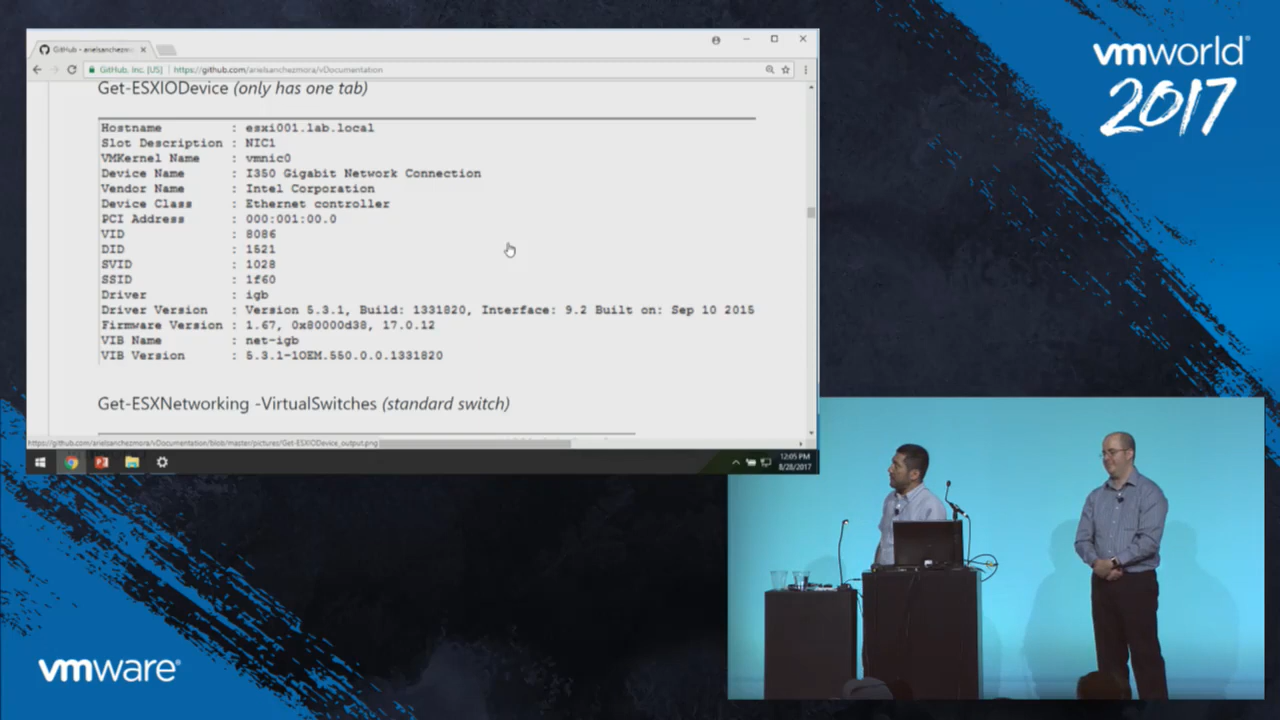 GitHub - arielsanchezmo
GitHub, Inc. [US] | https://github.com/arielsanchezmora/vDocumentation
Get-ESXIODevice (only has one tab)
Hostname : esxi001.lab.local
Slot Description : NIC1
VMKernel Name : vmnic0
Device Name : I350 Gigabit Network Connection
Vendor Name : Intel Corporation
Device Class : Ethernet controller
PCI Address : 000:001:00.0
VID : 8086
DID : 1521
SVID : 1028
SSID : 1f60
Driver : igb
Driver Version : Version 5.3.1, Build: 1331820, Interface: 9.2 Built on: Sep 10 2015
Firmware Version : 1.67, 0x80000d38, 17.0.12
VIB Name : net-igb
VIB Version : 5.3.1-1OEM.550.0.0.1331820
Get-ESXNetworking -VirtualSwitches (standard switch)
https://github.com/arielsanchezmora/vDocumentation/blob/master/pictures/Get-ESXIODevice_output.png
12:05 PM
8/28/2017
vmworld®
2017
vmware®